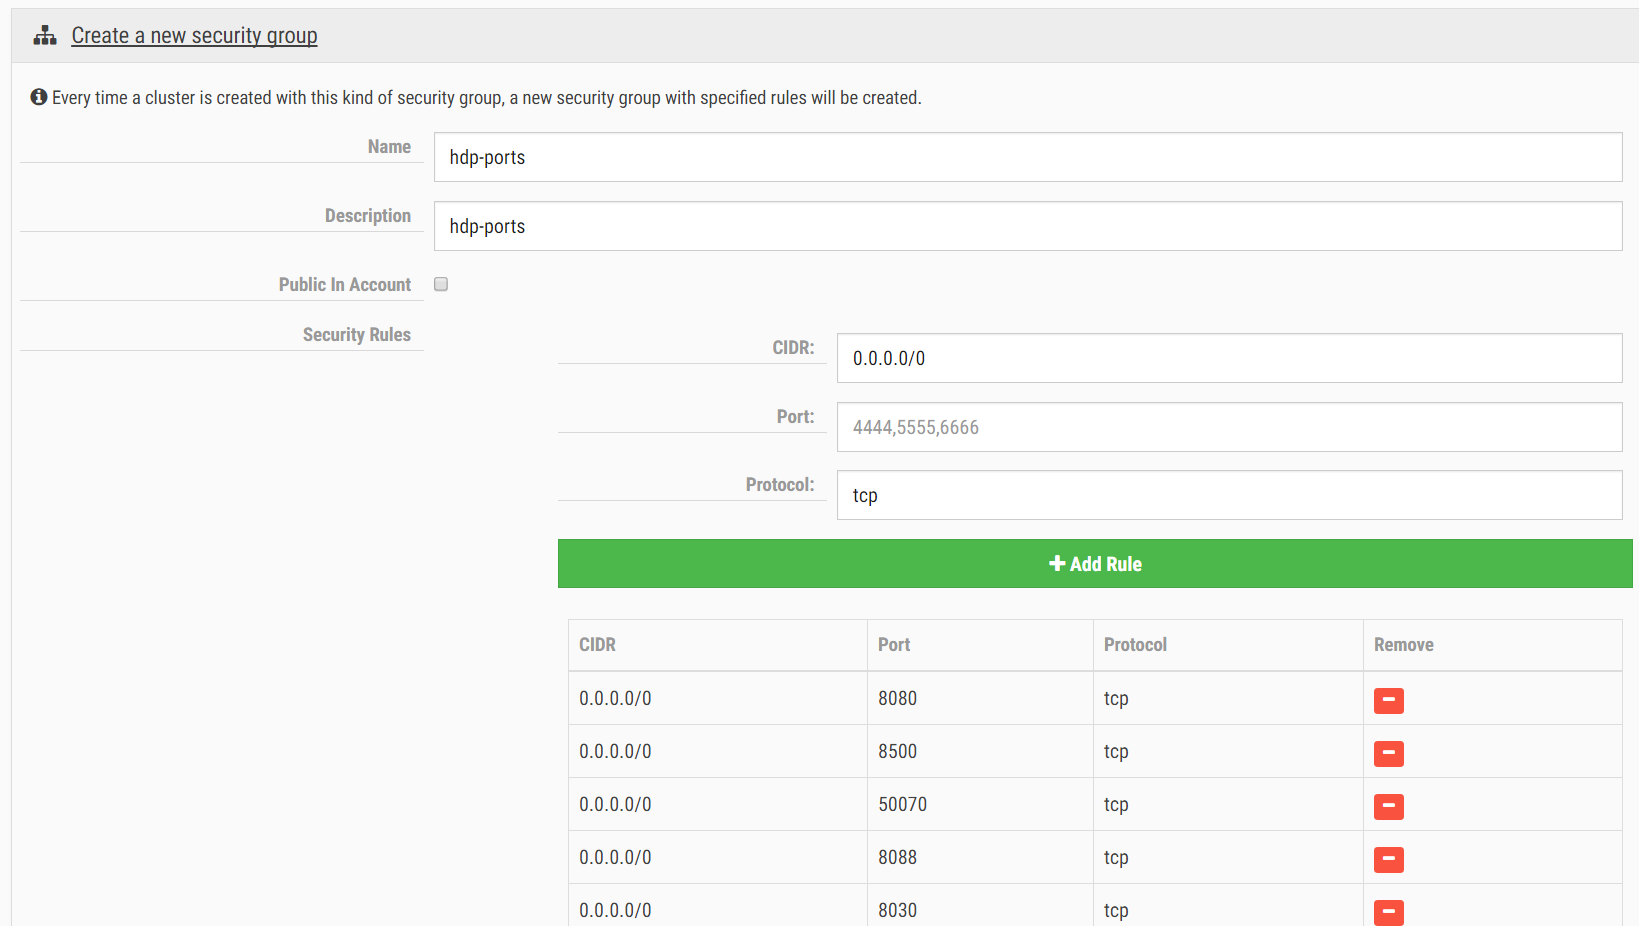 Create a new security group
Every time a cluster is created with this kind of security group, a new security group with specified rules will be created.
Name
hdp-ports
Description
hdp-ports
Public In Account
Security Rules
CIDR:
0.0.0.0/0
Port:
4444,5555,6666
Protocol:
tcp
Add Rule
CIDR Port Protocol Remove
0.0.0.0/0 8080 tcp
0.0.0.0/0 8500 tcp
0.0.0.0/0 50070 tcp
0.0.0.0/0 8088 tcp
0.0.0.0/0 8030 tcp